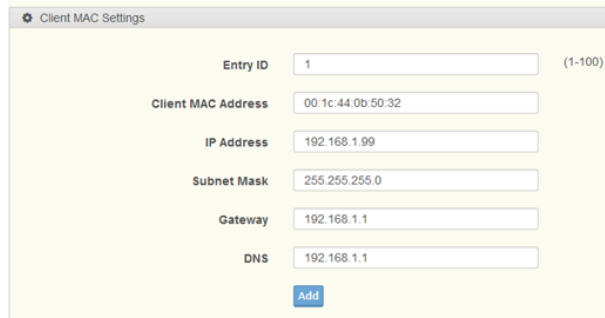 Client MAC Settings
Entry ID 1 (1-100)
Client MAC Address 00:1c:44:0b:50:32
IP Address 192.168.1.99
Subnet Mask 255.255.255.0
Gateway 192.168.1.1
DNS 192.168.1.1
Add